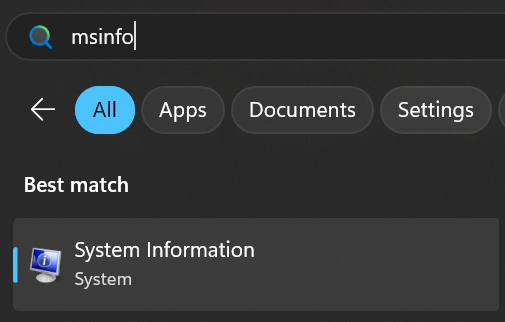 msinfo
All Apps Documents Settings
Best match
System Information
System